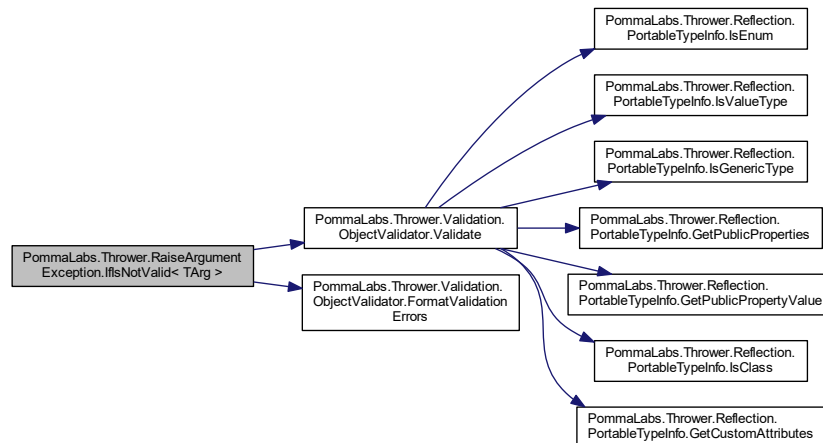 PommaLabs.Thrower.RaiseArgument
Exception.IfIsNotValid< TArg >
PommaLabs.Thrower.Validation.
ObjectValidator.Validate
PommaLabs.Thrower.Validation.
ObjectValidator.FormatValidation
Errors
PommaLabs.Thrower.Reflection.
PortableTypeInfo.IsEnum
PommaLabs.Thrower.Reflection.
PortableTypeInfo.IsValueType
PommaLabs.Thrower.Reflection.
PortableTypeInfo.IsGenericType
PommaLabs.Thrower.Reflection.
PortableTypeInfo.GetPublicProperties
PommaLabs.Thrower.Reflection.
PortableTypeInfo.GetPublicPropertyValue
PommaLabs.Thrower.Reflection.
PortableTypeInfo.IsClass
PommaLabs.Thrower.Reflection.
PortableTypeInfo.GetCustomAttributes